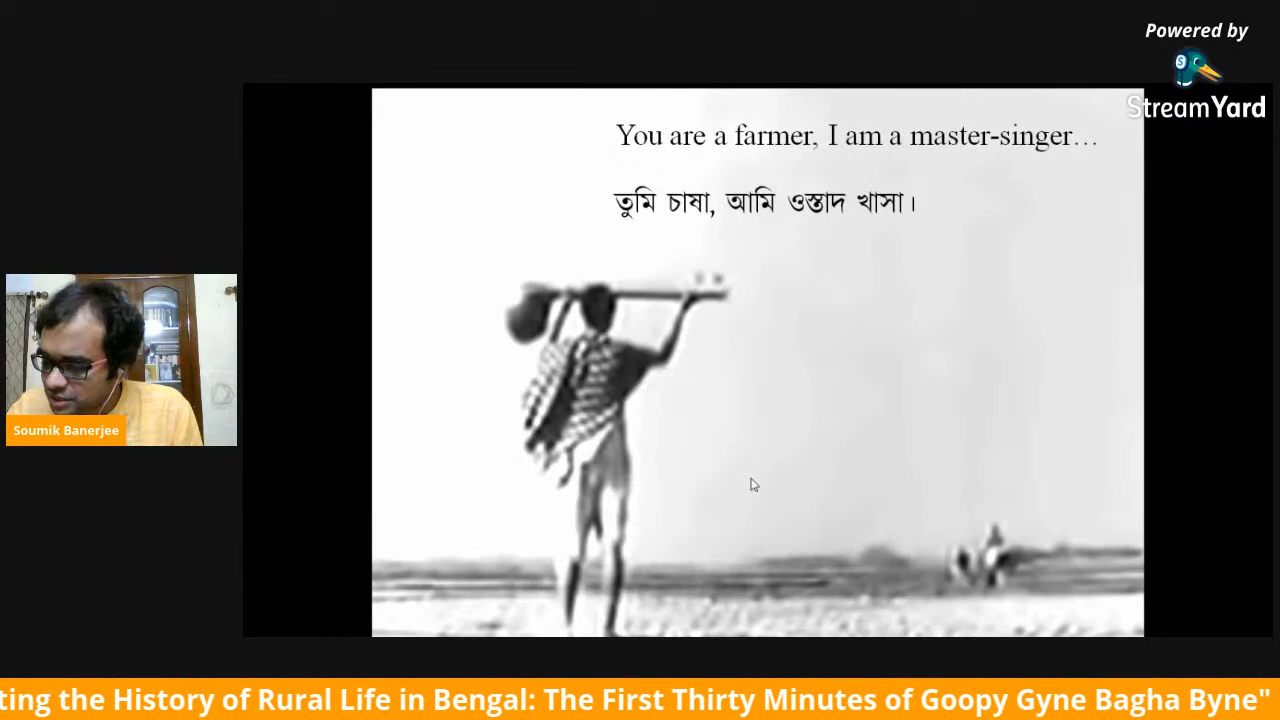 Powered by
StreamYard
You are a farmer, I am a master-singer…
তুমি চাষা, আমি ওস্তাদ খাসা।
Soumik Banerjee
ting the History of Rural Life in Bengal: The First Thirty Minutes of Goopy Gyne Bagha Byne"